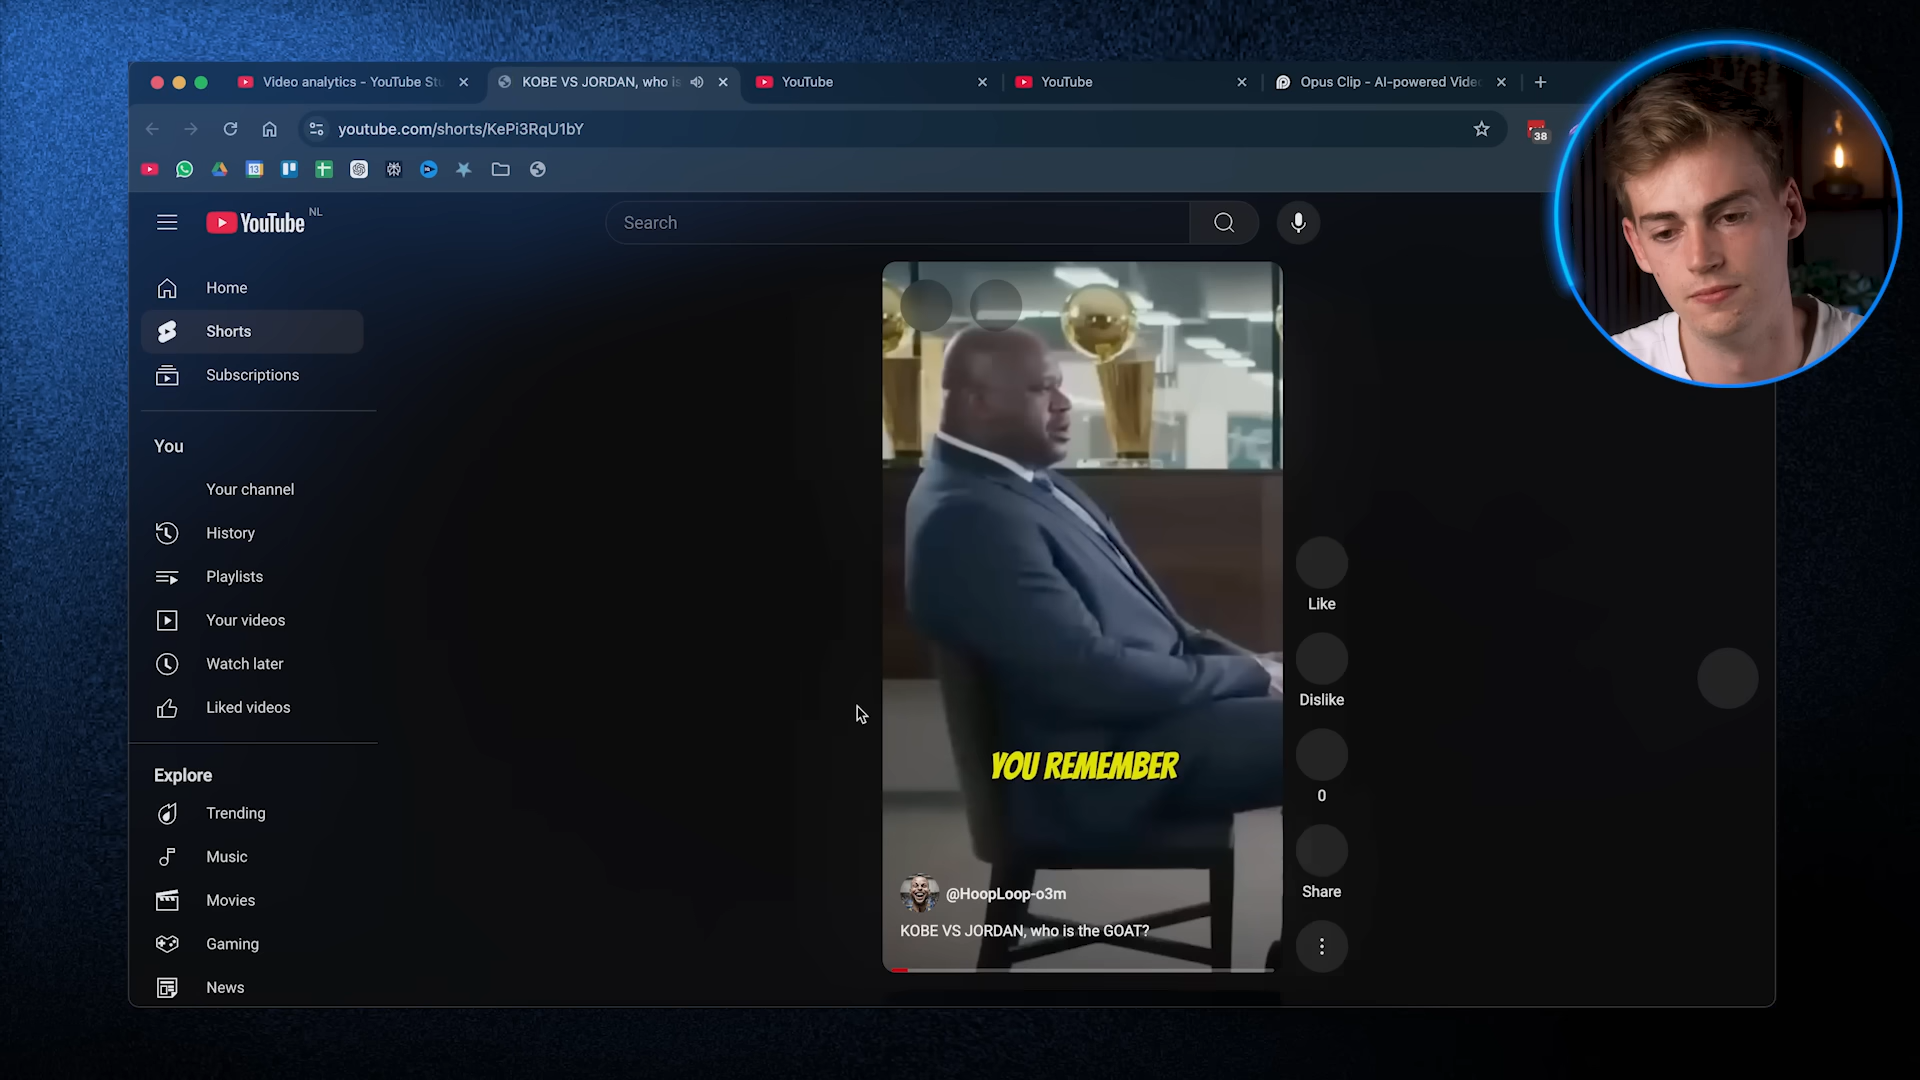 Video analytics - YouTube Stu
KOBE VS JORDAN, who is
YouTube
YouTube
Opus Clip - AI-powered Vide
youtube.com/shorts/KePi3RqU1bY
38
13
YouTube NL
Search
Home
Shorts
Subscriptions
You
Your channel
History
Playlists
Your videos
Watch later
Liked videos
Explore
Trending
Music
Movies
Gaming
News
YOU REMEMBER
@HoopLoop-o3m
KOBE VS JORDAN, who is the GOAT?
Like
Dislike
0
Share